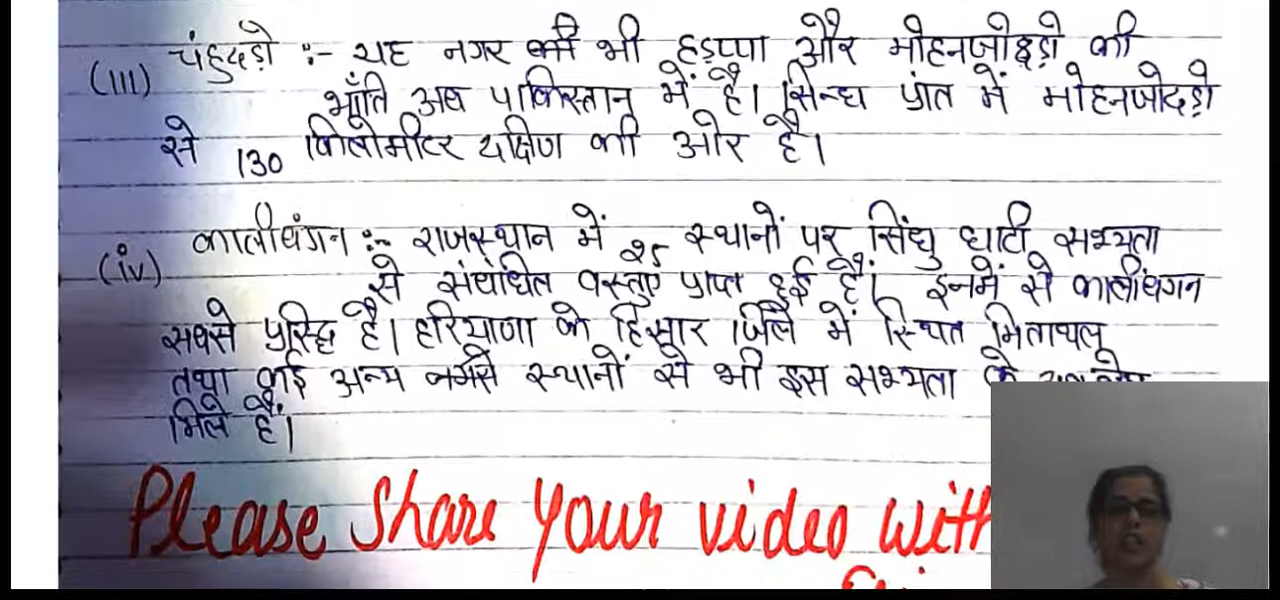 (iii) चंहुदड़ो :- यह नगर की भी हड़प्पा और मोहनजोदड़ो की
भाँति अब पाकिस्तान में है। सिन्ध प्रांत में मोहनजोदड़ो
से 130 किलोमीटर दक्षिण की ओर है।
(iv) कालीबंगन :- राजस्थान में २५ स्थानों पर सिंधु घाटी सभ्यता
से संबंधित वस्तुएँ प्राप्त हुई हैं। इनमें से कालीबंगन
सबसे प्रसिद्ध है। हरियाणा के हिसार जिले में स्थित मिताथल
तथा कई अन्य स्थानों से भी इस सभ्यता के
मिले हैं।
Please Share Your video with